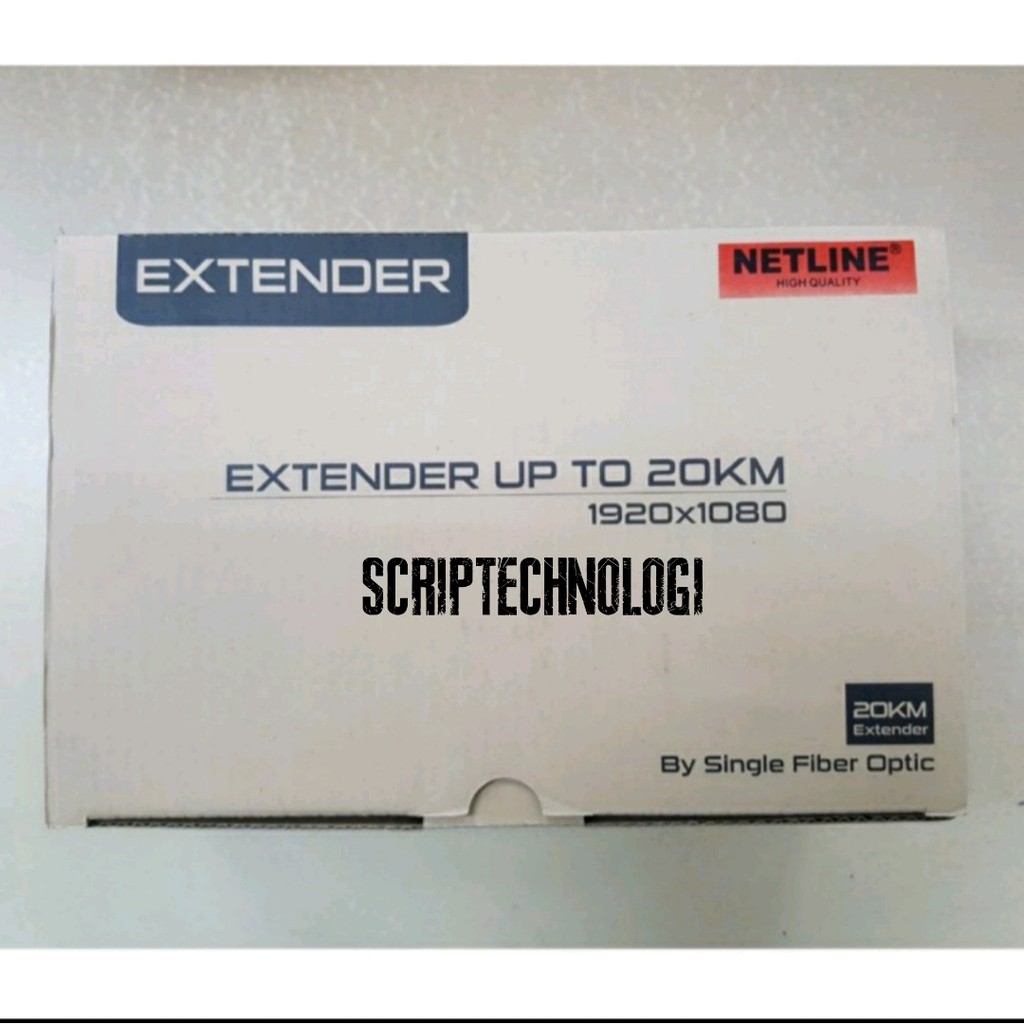 EXTENDER
NETLINE®
HIGH QUALITY
EXTENDER UP TO 20KM
1920x1080
SCRIPTECHNOLOGI
20KM
Extender
By Single Fiber Optic